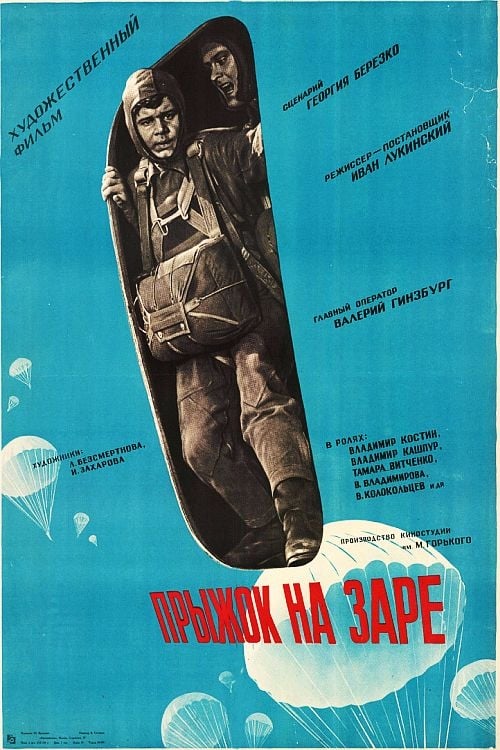 ХУДОЖЕСТВЕННЫЙ
ФИЛЬМ
СЦЕНАРИЙ
ГЕОРГИЯ БЕРЕЗКО
РЕЖИССЕР—ПОСТАНОВЩИК
ИВАН ЛУКИНСКИЙ
ГЛАВНЫЙ ОПЕРАТОР
ВАЛЕРИЙ ГИНЗБУРГ
ХУДОЖНИКИ: Л. БЕЗСМЕРТНОВА,
И. ЗАХАРОВА
В РОЛЯХ:
ВЛАДИМИР КОСТИН,
ВЛАДИМИР КАШПУР,
ТАМАРА ВИТЧЕНКО,
В. ВЛАДИМИРОВА,
В. КОЛОКОЛЬЦЕВ и др
ПРОИЗВОДСТВО КИНОСТУДИИ
им М. ГОРЬКОГО
ПРЫЖОК НА ЗАРЕ